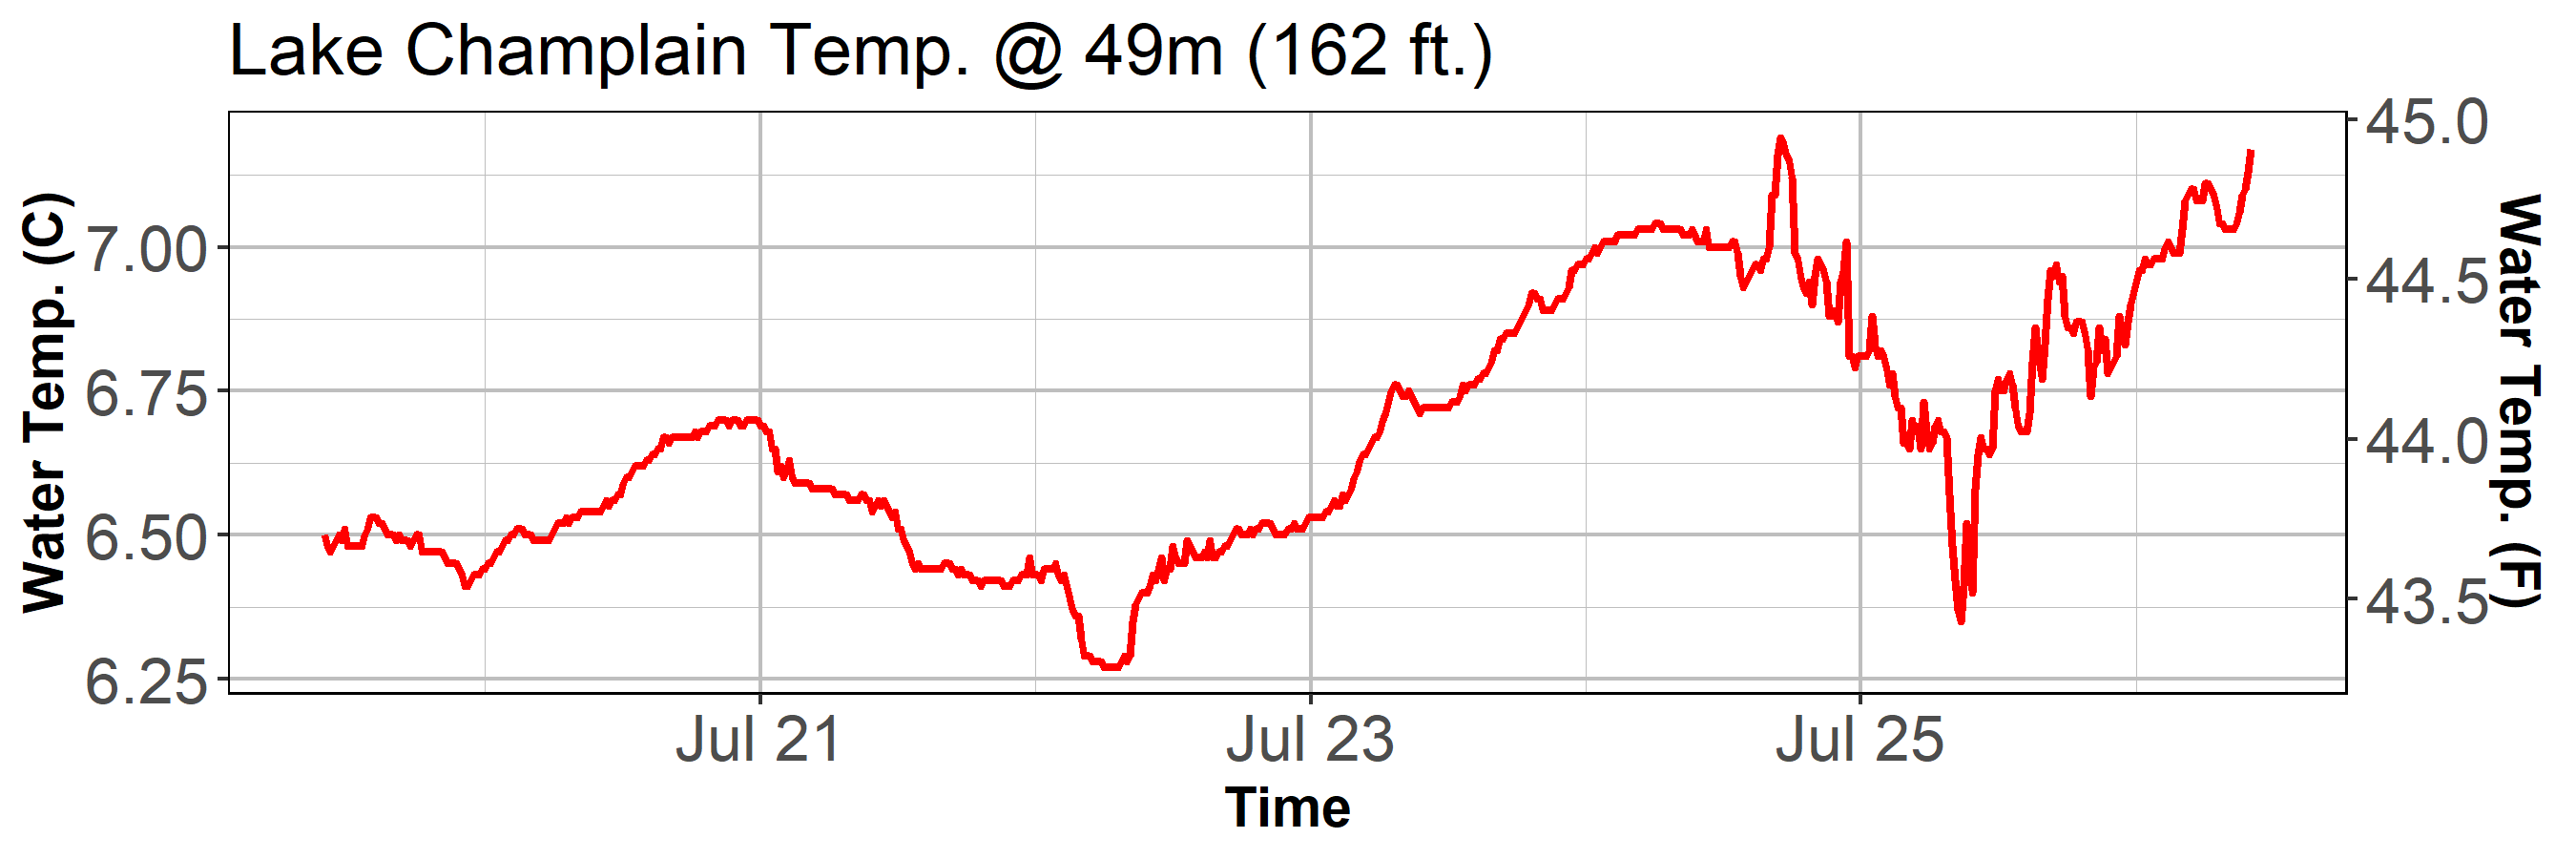 Lake Champlain Temp. @ 49m (162 ft.)
Water Temp. (C)
7.00
6.75
6.50
6.25
45.0
44.5
44.0
43.5
Water Temp. (F)
Jul 21
Jul 23
Jul 25
Time